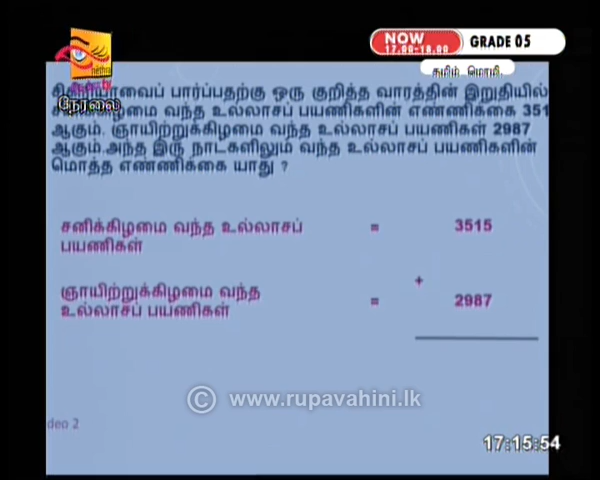 NOW
17.00-18.00
GRADE 05
தமிழ் மொழி
nethra
நேரலை
பார்ப்பதற்கு ஒரு குறித்த வாரத்தின் இறுதியில்
வந்த உல்லாசப் பயணிகளின் எண்ணிக்கை 351
ஆகும். ஞாயிற்றுக்கிழமை வந்த உல்லாசப் பயணிகள் 2987
ஆகும்.அந்த இரு நாட்களிலும் வந்த உல்லாசப் பயணிகளின்
மொத்த எண்ணிக்கை யாது ?
சனிக்கிழமை வந்த உல்லாசப் = 3515
பயணிகள்
+
ஞாயிற்றுக்கிழமை வந்த = 2987
உல்லாசப் பயணிகள்
© www.rupavahini.lk
deo 2
17:15:54